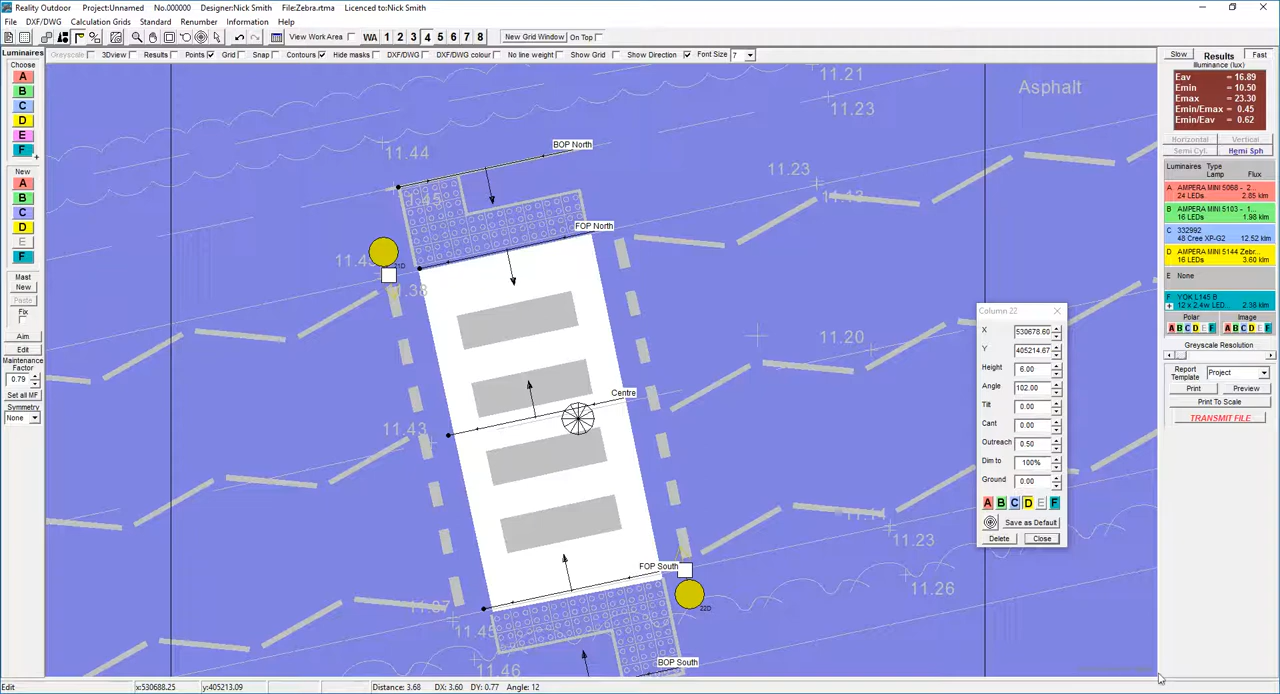 Reality Outdoor Project:Unnamed No.000000 Designer:Nick Smith File:Zebra.rtma Licenced to:Nick Smith
File DXF/DWG Calculation Grids Standard Renumber Information Help
View Work Area WA 1 2 3 4 5 6 7 8 New Grid Window On Top
Greyscale 3Dview Results Points Grid Snap Contours Hide masks DXF/DWG DXF/DWG colour No line weight Show Grid Show Direction Font Size 7
Luminaires
Choose
A
B
C
D
E
F
+
New
A
B
C
D
E
F
Mast
New
Paste
Fix
Aim
Edit
Maintenance
Factor
0.79
Set all MF
Symmetry
None
11.21
11.23
Asphalt
11.44
BOP North
11.23
11.13
11.45
FOP North
21D
11.38
11.20
Centre
11.43
11.23
FOP South
11.26
22D
11.45
11.46
BOP South
Column 22
X 530678.60
Y 405214.67
Height 6.00
Angle 102.00
Tilt 0.00
Cant 0.00
Outreach 0.50
Dim to 100%
Ground 0.00
A B C D E F
Save as Default
Delete Close
Slow Results Fast
Illuminance (lux)
Eav = 16.89
Emin = 10.50
Emax = 23.30
Emin/Emax = 0.45
Emin/Eav = 0.62
Horizontal Vertical
Semi Cyl. Hemi Sph
Luminaires Type
Lamp Flux
A AMPERA MINI 5068 - 2...
24 LEDs 2.85 klm
B AMPERA MINI 5103 - 1...
16 LEDs 1.98 klm
C 332992
48 Cree XP-G2 12.52 klm
D AMPERA MINI 5144 Zebr...
16 LEDs 3.60 klm
E None
F YOK L145 B
+ 12 x 2.4w LED... 2.38 klm
Polar Image
A B C D E F A B C D E F
Greyscale Resolution
Report
Template Project
Print Preview
Print To Scale
TRANSMIT FILE
Edit x:530688.25 y:405213.09 Distance: 3.68 DX: 3.60 DY: 0.77 Angle: 12